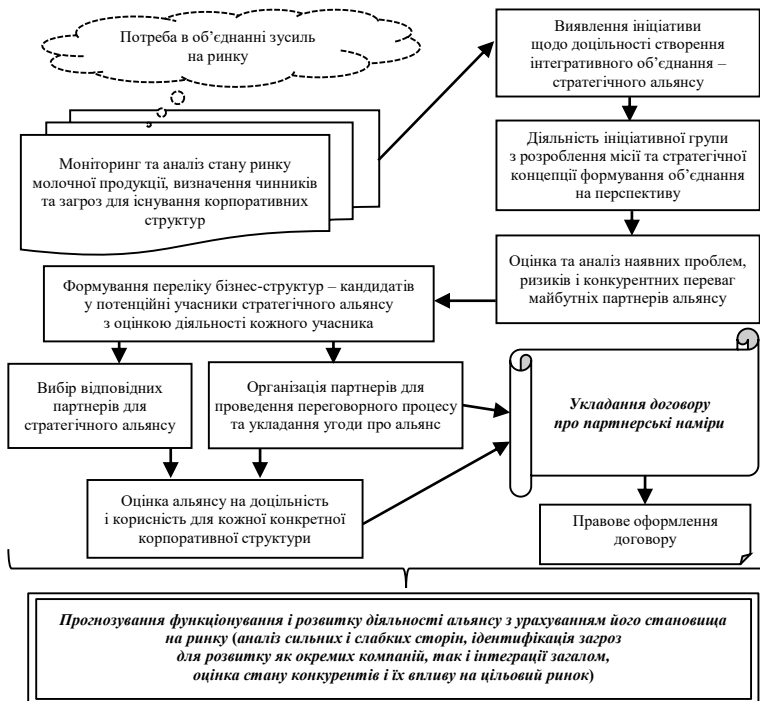 Потреба в об’єднанні зусиль
на ринку
Виявлення ініціативи
щодо доцільності створення
інтегративного об’єднання –
стратегічного альянсу
Моніторинг та аналіз стану ринку
молочної продукції, визначення чинників
та загроз для існування корпоративних
структур
Діяльність ініціативної групи
з розроблення місії та стратегічної
концепції формування об’єднання
на перспективу
Оцінка та аналіз наявних проблем,
ризиків і конкурентних переваг
майбутніх партнерів альянсу
Формування переліку бізнес-структур – кандидатів
у потенційні учасники стратегічного альянсу
з оцінкою діяльності кожного учасника
Вибір відповідних
партнерів для
стратегічного альянсу
Організація партнерів для
проведення переговорного процесу
та укладання угоди про альянс
Укладання договору
про партнерські наміри
Оцінка альянсу на доцільність
і корисність для кожної конкретної
корпоративної структури
Правове оформлення
договору
Прогнозування функціонування і розвитку діяльності альянсу з урахуванням його становища
на ринку (аналіз сильних і слабких сторін, ідентифікація загроз
для розвитку як окремих компаній, так і інтеграції загалом,
оцінка стану конкурентів і їх впливу на цільовий ринок)